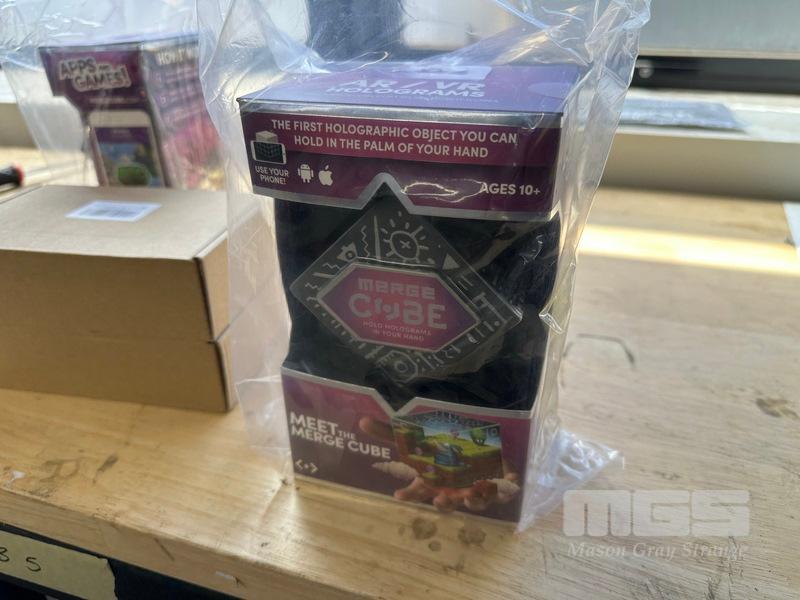 APPS AND
GAMES!
AR / VR
HOLOGRAMS
THE FIRST HOLOGRAPHIC OBJECT YOU CAN
HOLD IN THE PALM OF YOUR HAND
USE YOUR
PHONE!
AGES 10+
MERGE
CUBE
HOLD HOLOGRAMS
IN YOUR HAND
MEET THE
MERGE CUBE
MGS
Mason Gray Strange